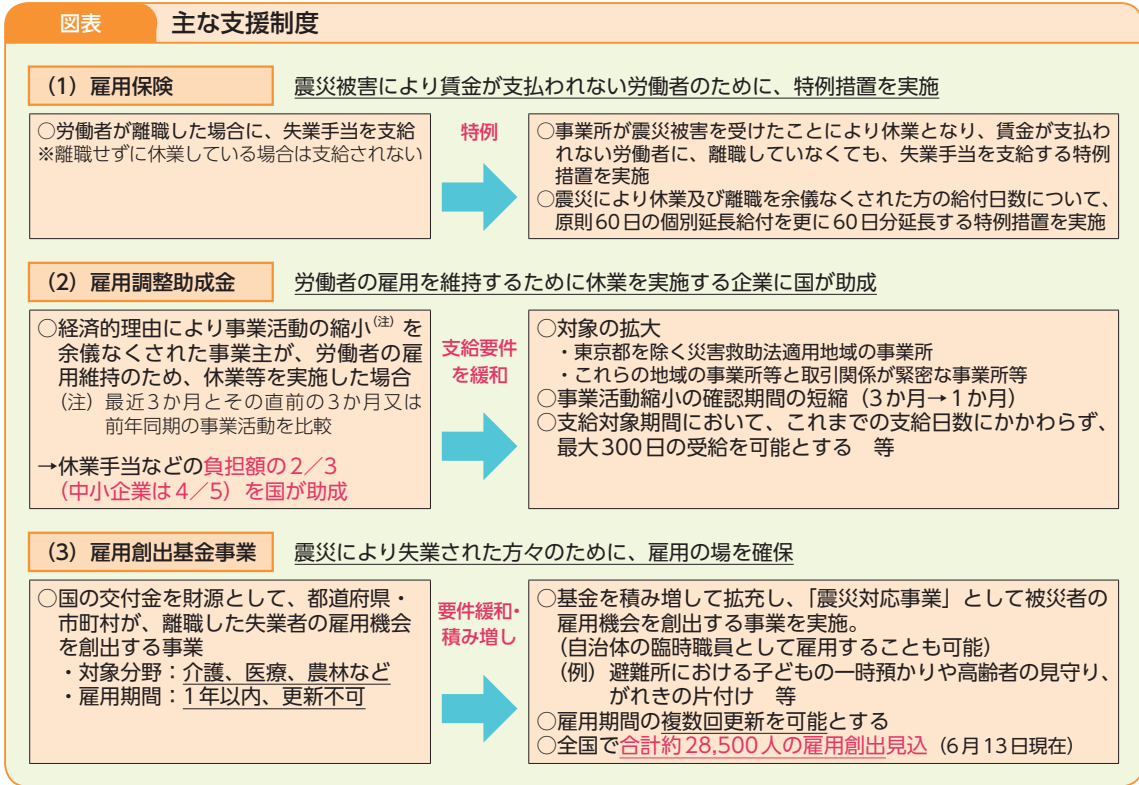 図表 主な支援制度
(1) 雇用保険 震災被害により賃金が支払われない労働者のために、特例措置を実施
○労働者が離職した場合に、失業手当を支給
※離職せずに休業している場合は支給されない
特例
○事業所が震災被害を受けたことにより休業となり、賃金が支払わ
れない労働者に、離職していなくても、失業手当を支給する特例
措置を実施
○震災により休業及び離職を余儀なくされた方の給付日数について、
原則60日の個別延長給付を更に60日分延長する特例措置を実施
(2) 雇用調整助成金 労働者の雇用を維持するために休業を実施する企業に国が助成
○経済的理由により事業活動の縮小(注) を
余儀なくされた事業主が、労働者の雇
用維持のため、休業等を実施した場合
(注) 最近3か月とその直前の3か月又は
前年同期の事業活動を比較
→休業手当などの負担額の2/3
(中小企業は4/5) を国が助成
支給要件
を緩和
○対象の拡大
・東京都を除く災害救助法適用地域の事業所
・これらの地域の事業所等と取引関係が緊密な事業所等
○事業活動縮小の確認期間の短縮 (3か月→1か月)
○支給対象期間において、これまでの支給日数にかかわらず、
最大300日の受給を可能とする 等
(3) 雇用創出基金事業 震災により失業された方々のために、雇用の場を確保
○国の交付金を財源として、都道府県・
市町村が、離職した失業者の雇用機会
を創出する事業
・対象分野:介護、医療、農林など
・雇用期間:1年以内、更新不可
要件緩和・
積み増し
○基金を積み増して拡充し、「震災対応事業」として被災者の
雇用機会を創出する事業を実施。
(自治体の臨時職員として雇用することも可能)
(例) 避難所における子どもの一時預かりや高齢者の見守り、
がれきの片付け 等
○雇用期間の複数回更新を可能とする
○全国で合計約28,500人の雇用創出見込 (6月13日現在)